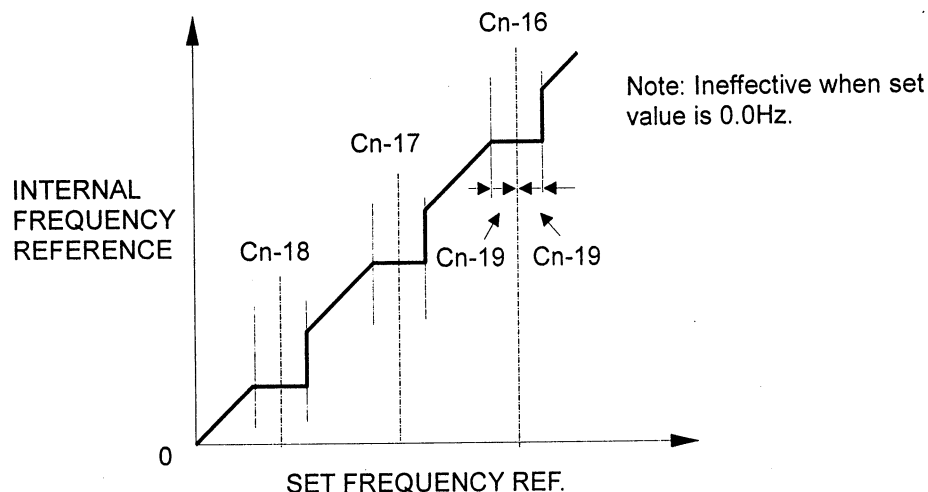 Cn-16
Note: Ineffective when set
value is 0.0Hz.
Cn-17
INTERNAL
FREQUENCY
REFERENCE
Cn-18
Cn-19
Cn-19
0
SET FREQUENCY REF.